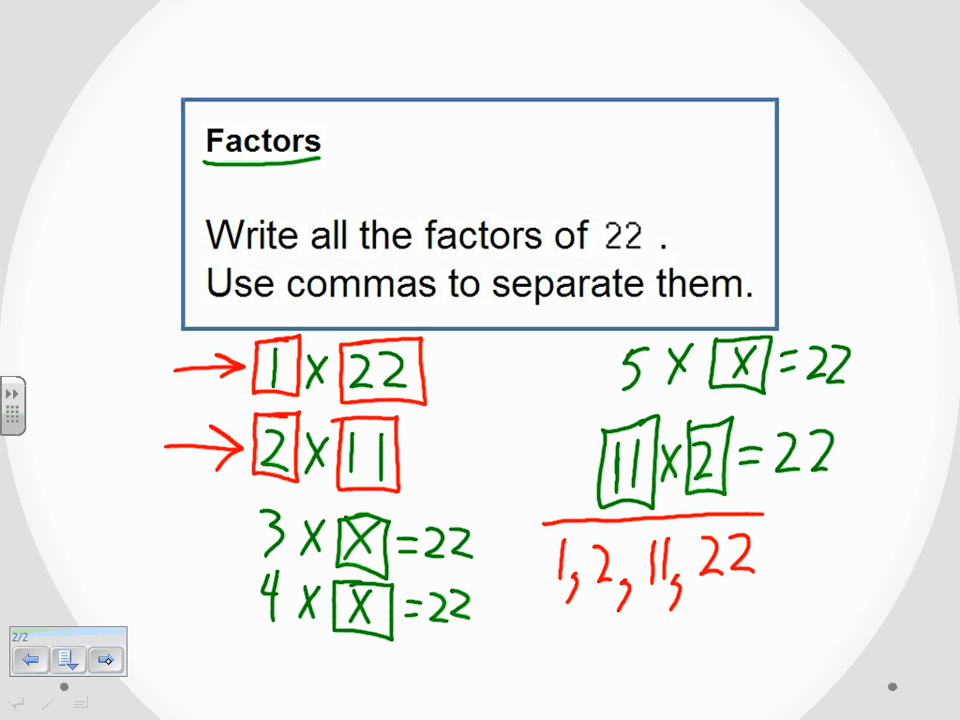 Factors
Write all the factors of 22 .
Use commas to separate them.
1 x 22
2 x 11
3 x X = 22
4 x X = 22
5 x X = 22
11 x 2 = 22
1, 2, 11, 22
2/2